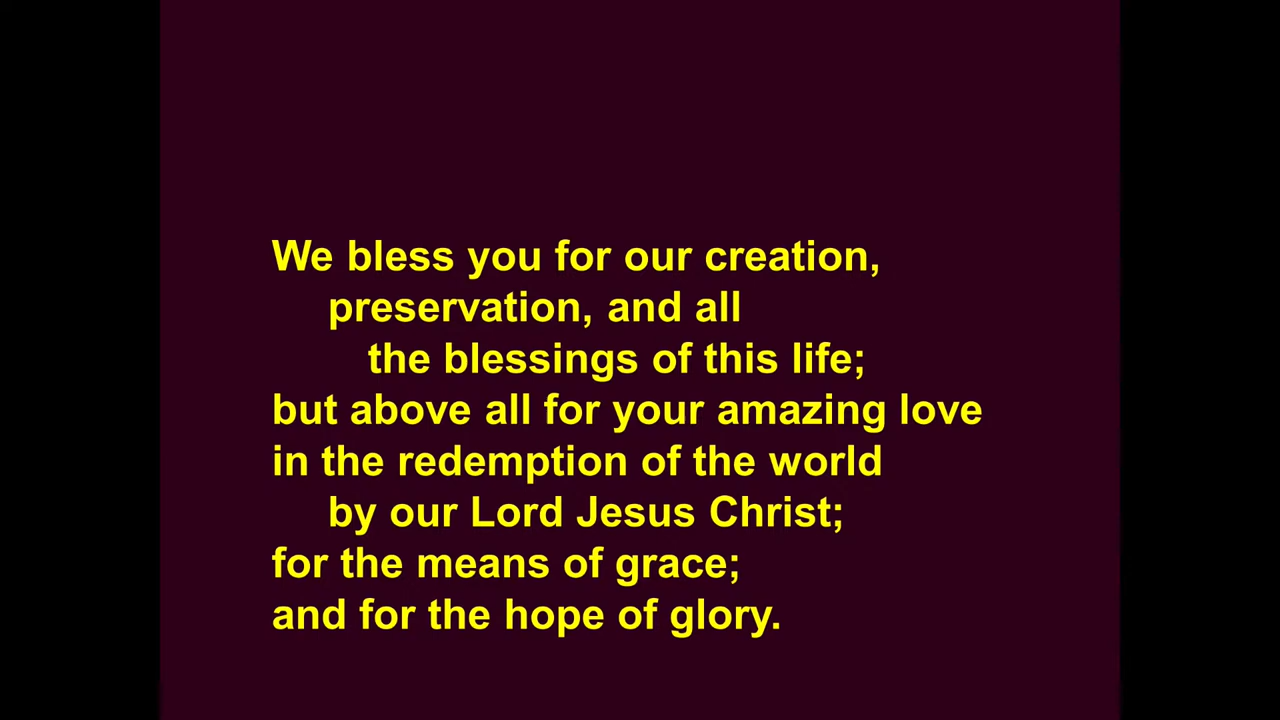 We bless you for our creation,
preservation, and all
the blessings of this life;
but above all for your amazing love
in the redemption of the world
by our Lord Jesus Christ;
for the means of grace;
and for the hope of glory.